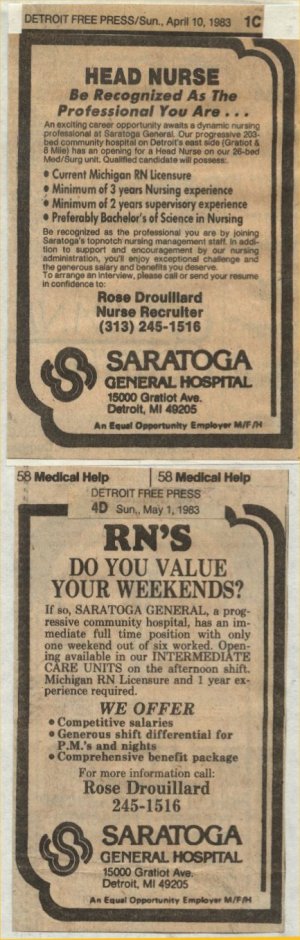 DETROIT FREE PRESS/Sun., April 10, 1983 1C
HEAD NURSE
Be Recognized As The
Professional You Are . . .
An exciting career opportunity awaits a dynamic nursing
professional at Saratoga General. Our progressive 203-
bed community hospital on Detroit's east side (Gratiot &
8 Mile) has an opening for a Head Nurse on our 26-bed
Med/Surg unit. Qualified candidate will possess:
● Current Michigan RN Licensure
● Minimum of 3 years Nursing experience
● Minimum of 2 years supervisory experience
● Preferably Bachelor's of Science in Nursing
Be recognized as the professional you are by joining
Saratoga's topnotch nursing management staff. In addi-
tion to support and encouragement by our nursing
administration, you'll enjoy exceptional challenge and
the generous salary and benefits you deserve.
To arrange an interview, please call or send your resume
in confidence to:
Rose Drouillard
Nurse Recruiter
(313) 245-1516
SARATOGA
GENERAL HOSPITAL
15000 Gratiot Ave.
Detroit, MI 49205
An Equal Opportunity Employer M/F/H
58 Medical Help 58 Medical Help
DETROIT FREE PRESS
4D Sun., May 1, 1983
RN'S
DO YOU VALUE
YOUR WEEKENDS?
If so, SARATOGA GENERAL, a prog-
ressive community hospital, has an im-
mediate full time position with only
one weekend out of six worked. Open-
ing available in our INTERMEDIATE
CARE UNITS on the afternoon shift.
Michigan RN Licensure and 1 year ex-
perience required.
WE OFFER
● Competitive salaries
● Generous shift differential for
P.M.'s and nights
● Comprehensive benefit package
For more information call:
Rose Drouillard
245-1516
SARATOGA
GENERAL HOSPITAL
15000 Gratiot Ave.
Detroit, MI 49205
An Equal Opportunity Employer M/F/H